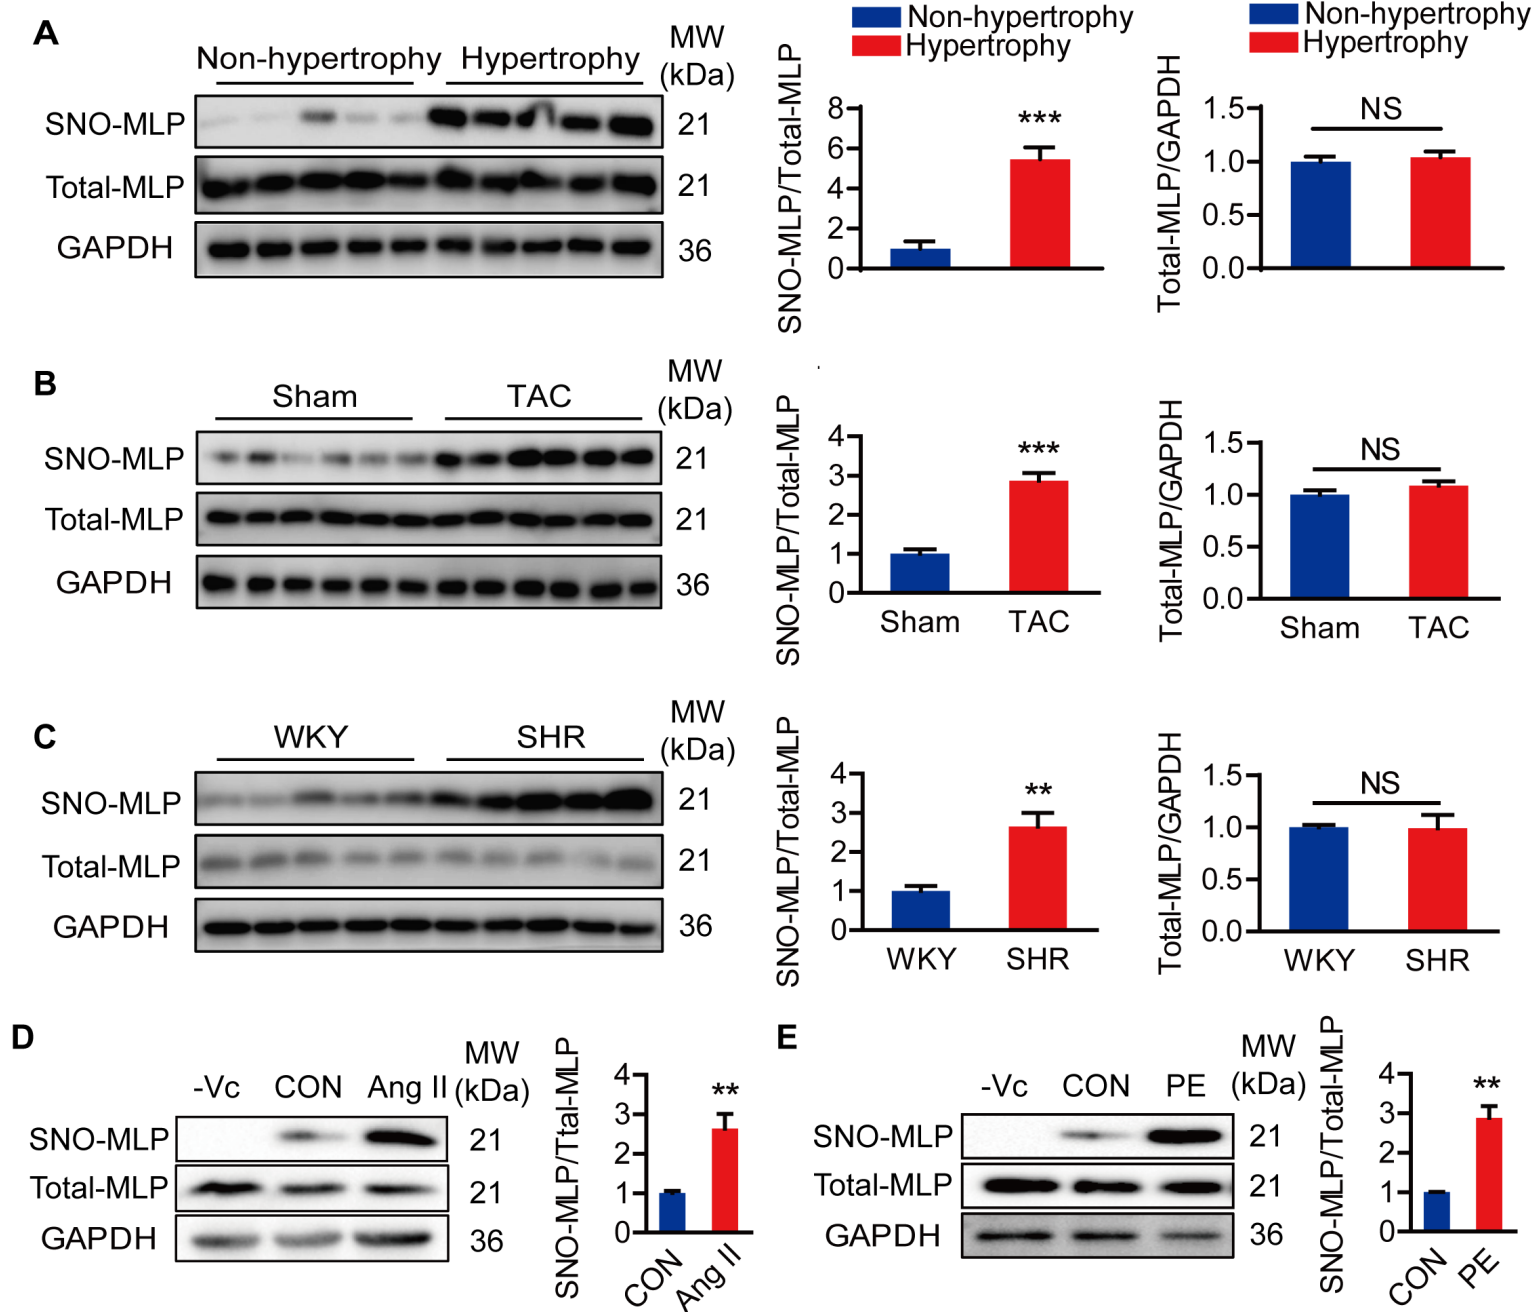 A
Non-hypertrophy Hypertrophy
MW
(kDa)
SNO-MLP 21
Total-MLP 21
GAPDH 36
Non-hypertrophy
Hypertrophy
SNO-MLP/Total-MLP
8
6
4
2
0
***
Non-hypertrophy
Hypertrophy
Total-MLP/GAPDH
1.5
1.0
0.5
0.0
NS
B
Sham TAC
MW
(kDa)
SNO-MLP 21
Total-MLP 21
GAPDH 36
SNO-MLP/Total-MLP
4
3
2
1
0
***
Sham TAC
Total-MLP/GAPDH
1.5
1.0
0.5
0.0
NS
Sham TAC
C
WKY SHR
MW
(kDa)
SNO-MLP 21
Total-MLP 21
GAPDH 36
SNO-MLP/Total-MLP
4
3
2
1
0
**
WKY SHR
Total-MLP/GAPDH
1.5
1.0
0.5
0.0
NS
WKY SHR
D
-Vc CON Ang II
MW
(kDa)
SNO-MLP 21
Total-MLP 21
GAPDH 36
SNO-MLP/Ttal-MLP
4
3
2
1
0
**
CON Ang II
E
-Vc CON PE
MW
(kDa)
SNO-MLP 21
Total-MLP 21
GAPDH 36
SNO-MLP/Total-MLP
4
3
2
1
0
**
CON PE